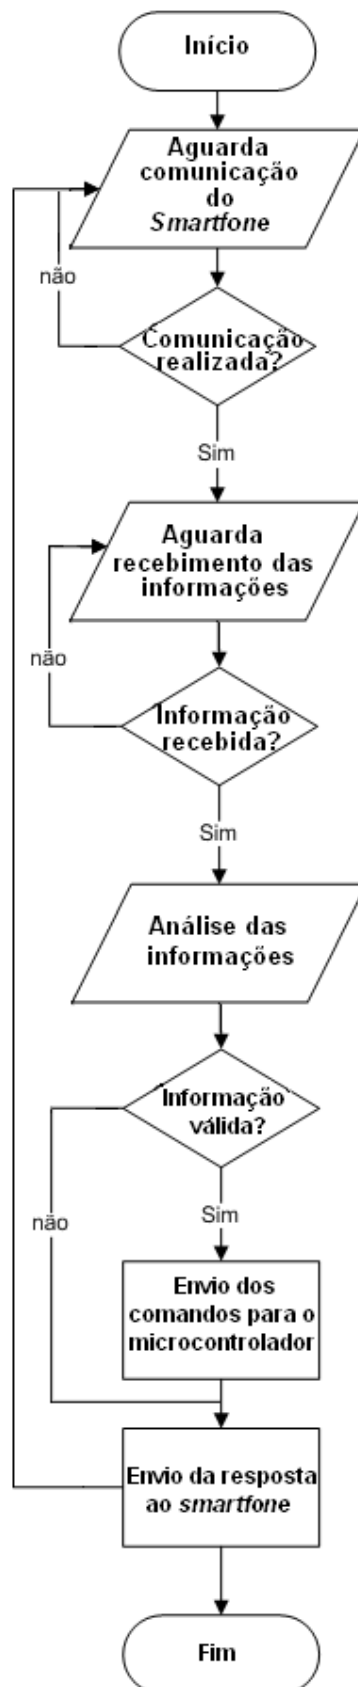 Início
Aguarda
comunicação
do
Smartfone
não
Comunicação
realizada?
Sim
Aguarda
recebimento das
informações
não
Informação
recebida?
Sim
Análise das
informações
Informação
válida?
não
Sim
Envio dos
comandos para o
microcontrolador
Envio da resposta
ao smartfone
Fim